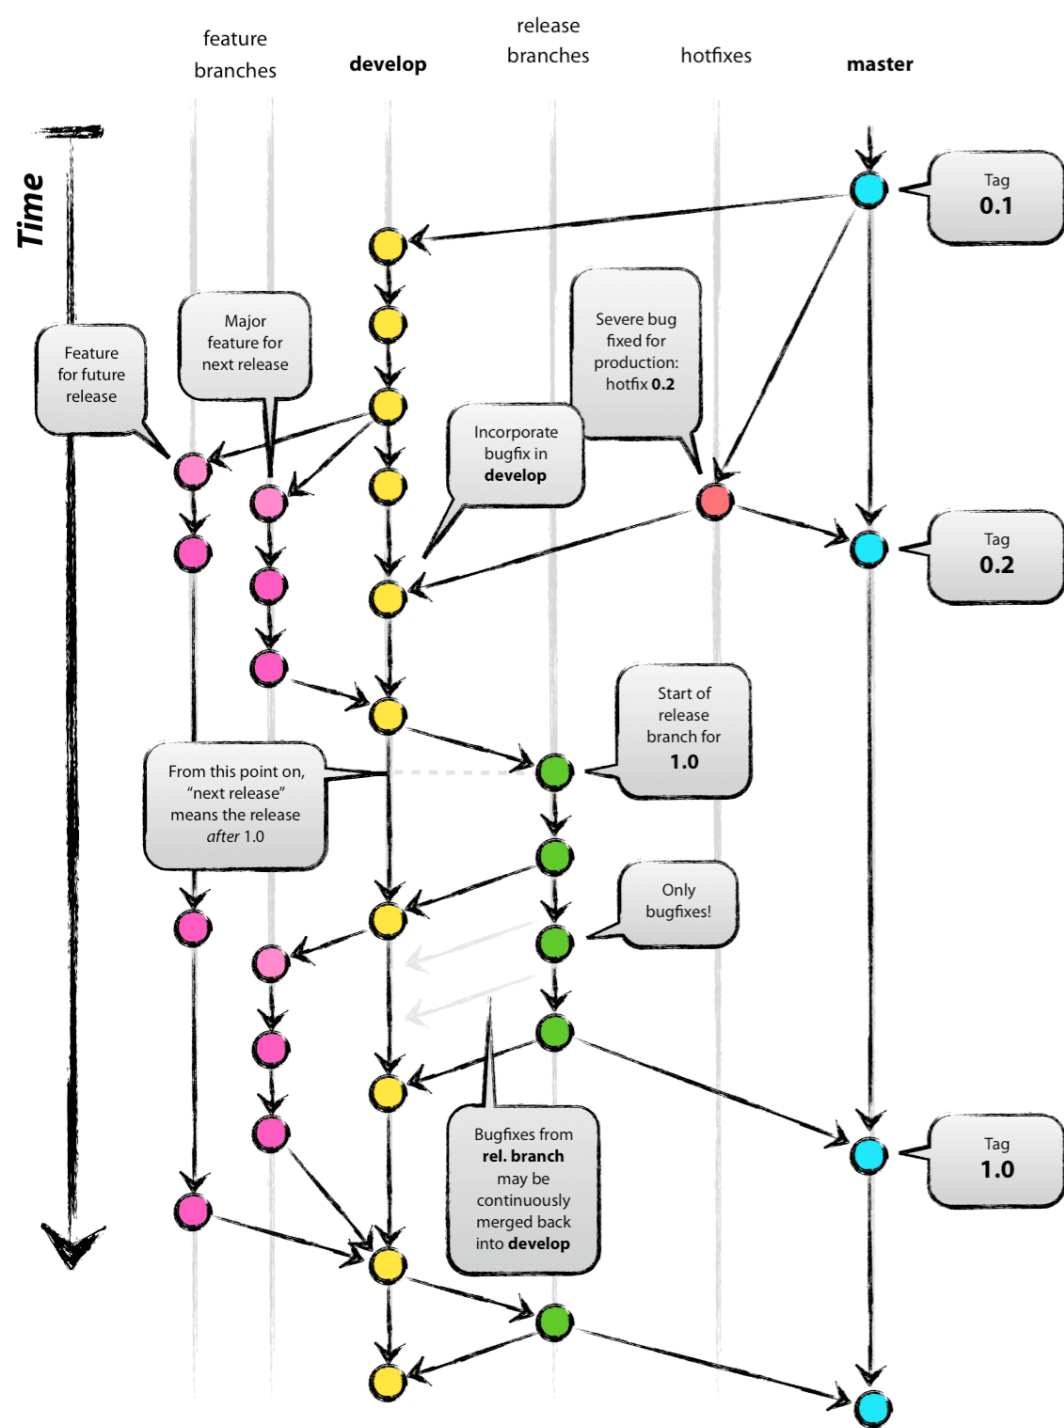 feature
branches
develop
release
branches
hotfixes
master
Time
Tag
0.1
Severe bug
fixed for
production:
hotfix 0.2
Major
feature for
next release
Feature
for future
release
Incorporate
bugfix in
develop
Tag
0.2
Start of
release
branch for
1.0
From this point on,
“next release”
means the release
after 1.0
Only
bugfixes!
Bugfixes from
rel. branch
may be
continuously
merged back
into develop
Tag
1.0